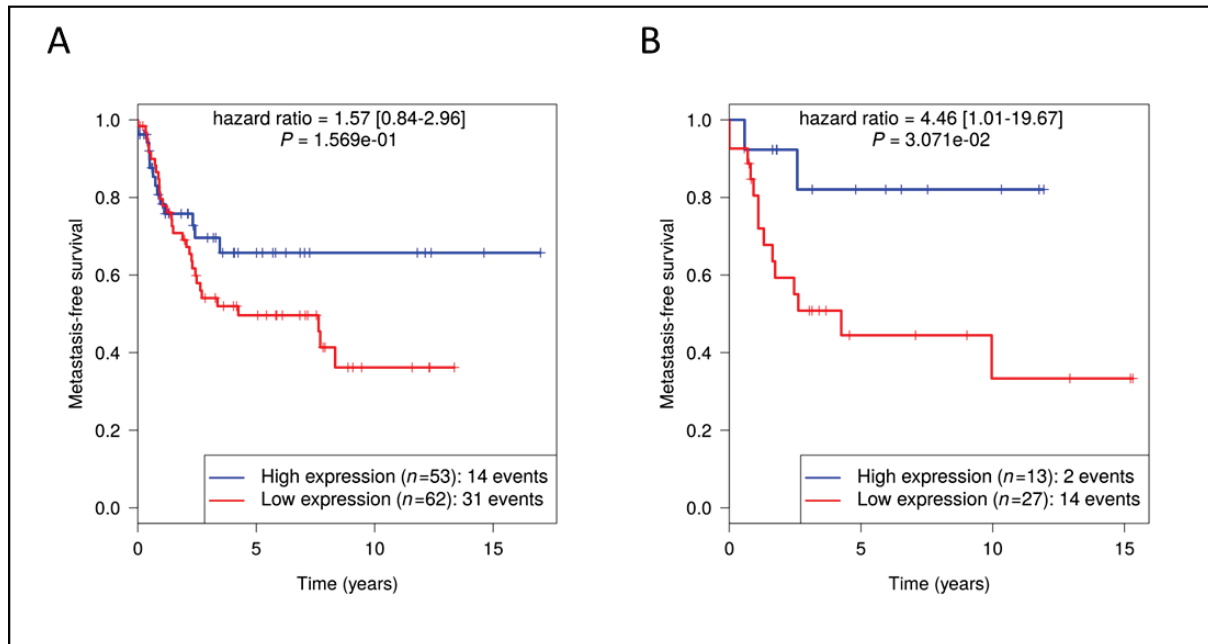 A
hazard ratio = 1.57 [0.84-2.96]
P = 1.569e-01
Metastasis-free survival
1.0
0.8
0.6
0.4
0.2
0.0
High expression (n=53): 14 events
Low expression (n=62): 31 events
0 5 10 15
Time (years)
B
hazard ratio = 4.46 [1.01-19.67]
P = 3.071e-02
Metastasis-free survival
1.0
0.8
0.6
0.4
0.2
0.0
High expression (n=13): 2 events
Low expression (n=27): 14 events
0 5 10 15
Time (years)